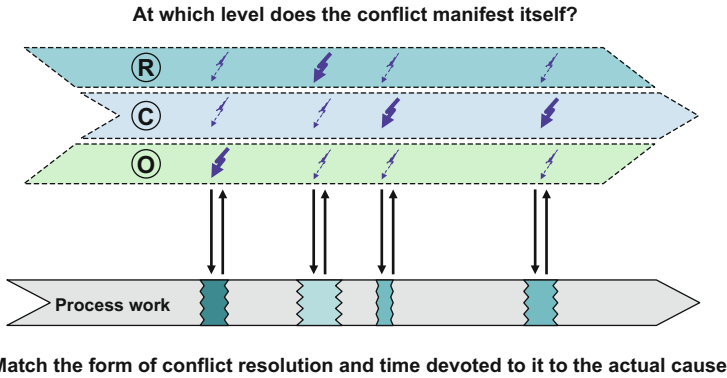 At which level does the conflict manifest itself?
R
C
O
Process work
Match the form of conflict resolution and time devoted to it to the actual cause